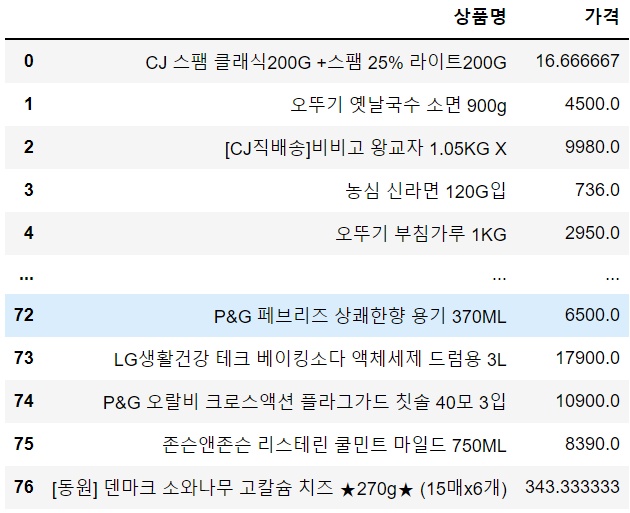 상품명 가격
0 CJ 스팸 클래식200G +스팸 25% 라이트200G 16.666667
1 오뚜기 옛날국수 소면 900g 4500.0
2 [CJ직배송]비비고 왕교자 1.05KG X 9980.0
3 농심 신라면 120G입 736.0
4 오뚜기 부침가루 1KG 2950.0
... ... ...
72 P&G 페브리즈 상쾌한향 용기 370ML 6500.0
73 LG생활건강 테크 베이킹소다 액체세제 드럼용 3L 17900.0
74 P&G 오랄비 크로스액션 플라그가드 칫솔 40모 3입 10900.0
75 존슨앤존슨 리스테린 쿨민트 마일드 750ML 8390.0
76 [동원] 덴마크 소와나무 고칼슘 치즈 ★270g★ (15매x6개) 343.333333